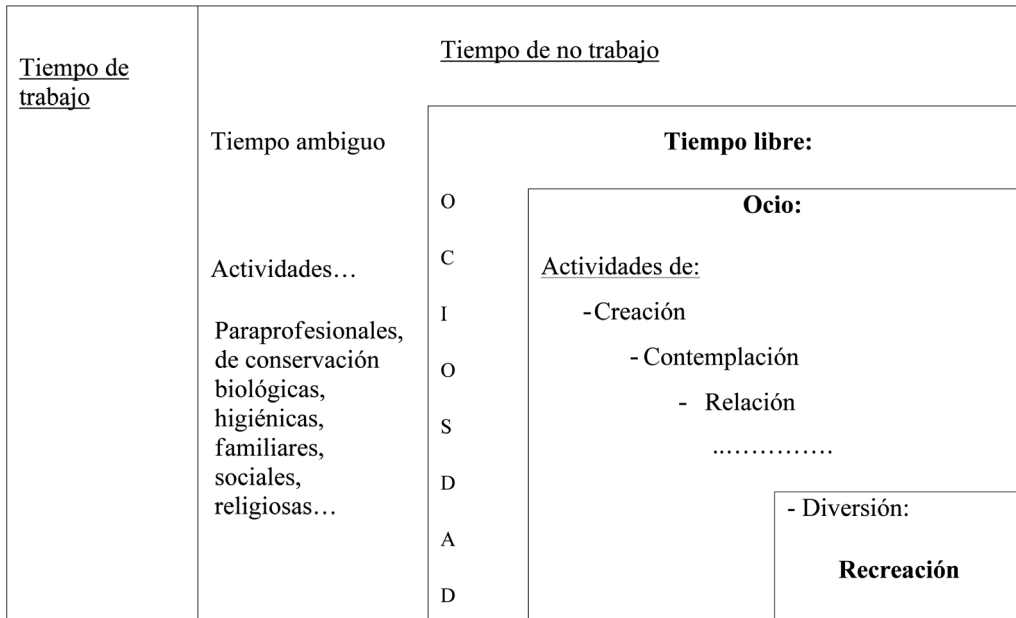 Tiempo de
trabajo
Tiempo de no trabajo
Tiempo ambiguo
Actividades…
Paraprofesionales,
de conservación
biológicas,
higiénicas,
familiares,
sociales,
religiosas…
Tiempo libre:
O
C
I
O
S
D
A
D
Ocio:
Actividades de:
-Creación
- Contemplación
- Relación
..………….
- Diversión:
Recreación